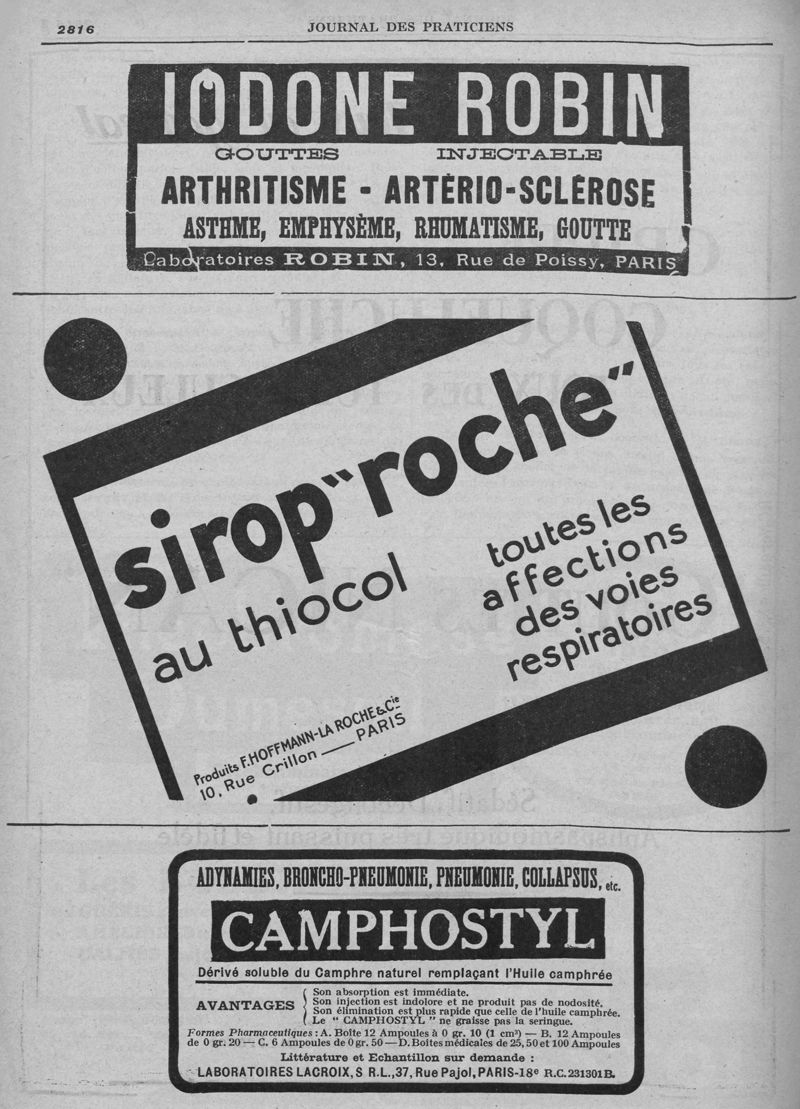 2816
JOURNAL DES PRATICIENS
IODONE ROBIN
GOUTTES INJECTABLE
ARTHRITISME - ARTÉRIO-SCLÉROSE
ASTHME, EMPHYSÈME, RHUMATISME, GOUTTE
Laboratoires ROBIN, 13, Rue de Poissy, PARIS
sirop "roche"
au thiocol
toutes les
affections
des voies
respiratoires
Produits F. HOFFMANN-LA ROCHE & Cie
10, Rue Crillon — PARIS
ADYNAMIES, BRONCHO-PNEUMONIE, PNEUMONIE, COLLAPSUS, etc.
CAMPHOSTYL
Dérivé soluble du Camphre naturel remplaçant l'Huile camphrée
AVANTAGES
Son absorption est immédiate.
Son injection est indolore et ne produit pas de nodosité.
Son élimination est plus rapide que celle de l'huile camphrée.
Le " CAMPHOSTYL " ne graisse pas la seringue.
Formes Pharmaceutiques : A. Boîte 12 Ampoules à 0 gr. 10 (1 cm³) — B. 12 Ampoules
de 0 gr. 20 — C. 6 Ampoules de 0 gr. 50 — D. Boîtes médicales de 25, 50 et 100 Ampoules
Littérature et Echantillon sur demande :
LABORATOIRES LACROIX, S R.L., 37, Rue Pajol, PARIS-18e R.C. 231301 B.